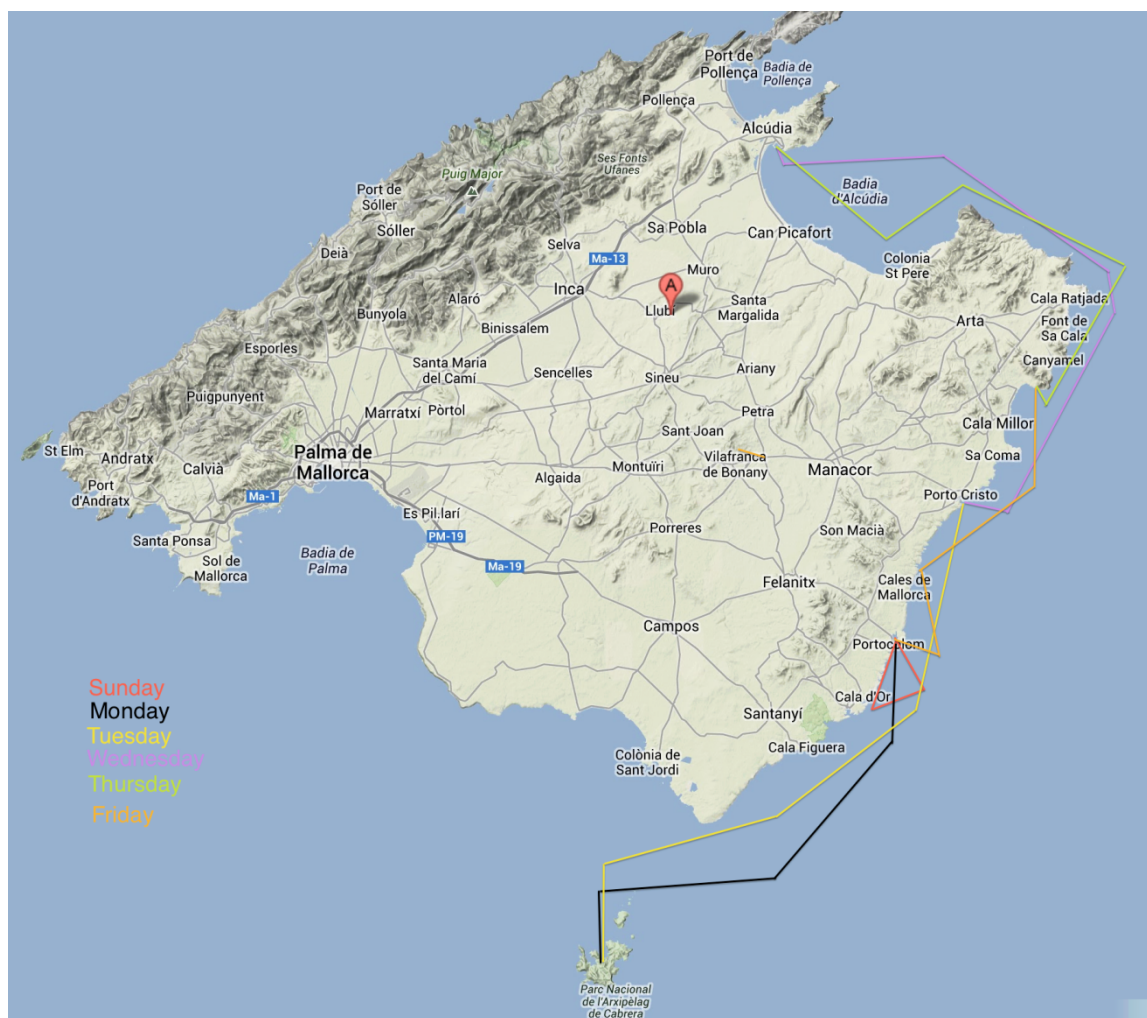 Port de
Pollença
Badia de
Pollença
Pollença
Alcúdia
Ses Fonts
Ufanes
Puig Major
Port de
Sóller
Badia
d'Alcúdia
Sóller
Sa Pobla
Can Picafort
Selva
Deià
Ma-13
Colonia
St Pere
Muro
Inca
A
Alaró
Llubí
Santa
Margalida
Cala Ratjada
Bunyola
Binissalem
Arta
Font de
Sa Cala
Esporles
Santa Maria
del Camí
Sencelles
Ariany
Canyamel
Sineu
Puigpunyent
Marratxí
Pòrtol
Petra
Cala Millor
Sant Joan
St Elm
Andratx
Calvià
Palma de
Mallorca
Vilafranca
de Bonany
Sa Coma
Montuïri
Manacor
Algaida
Port
d'Andratx
Ma-1
Porto Cristo
Es Pil.larí
Porreres
Son Macià
Santa Ponsa
PM-19
Badia de
Palma
Sol de
Mallorca
Ma-19
Felanitx
Cales de
Mallorca
Campos
Portocolom
Sunday
Monday
Tuesday
Wednesday
Thursday
Friday
Cala d'Or
Santanyí
Cala Figuera
Colònia de
Sant Jordi
Parc Nacional
de l'Arxipèlag
de Cabrera